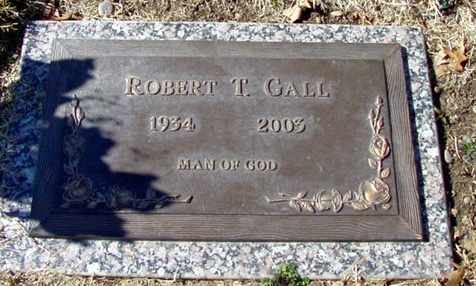 ROBERT T. GALL
1934 2003
MAN OF GOD